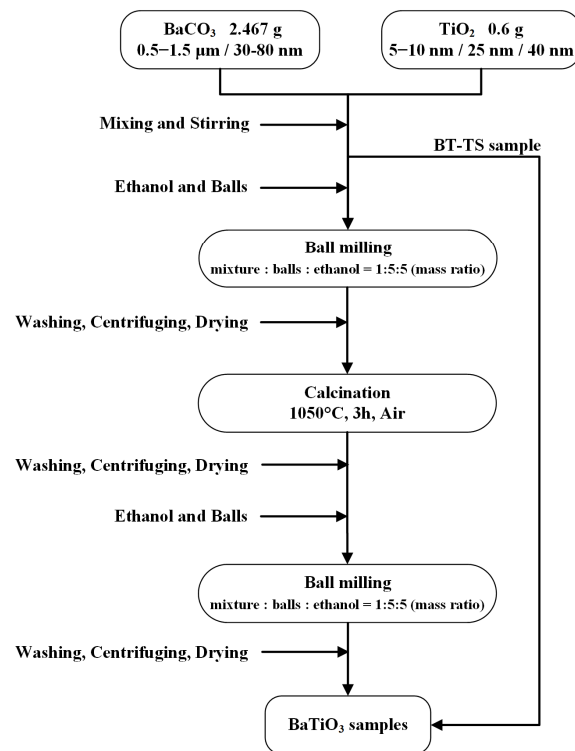 BaCO₃ 2.467 g
0.5−1.5 μm / 30-80 nm
TiO₂ 0.6 g
5−10 nm / 25 nm / 40 nm
Mixing and Stirring
BT-TS sample
Ethanol and Balls
Ball milling
mixture : balls : ethanol = 1:5:5 (mass ratio)
Washing, Centrifuging, Drying
Calcination
1050°C, 3h, Air
Washing, Centrifuging, Drying
Ethanol and Balls
Ball milling
mixture : balls : ethanol = 1:5:5 (mass ratio)
Washing, Centrifuging, Drying
BaTiO₃ samples